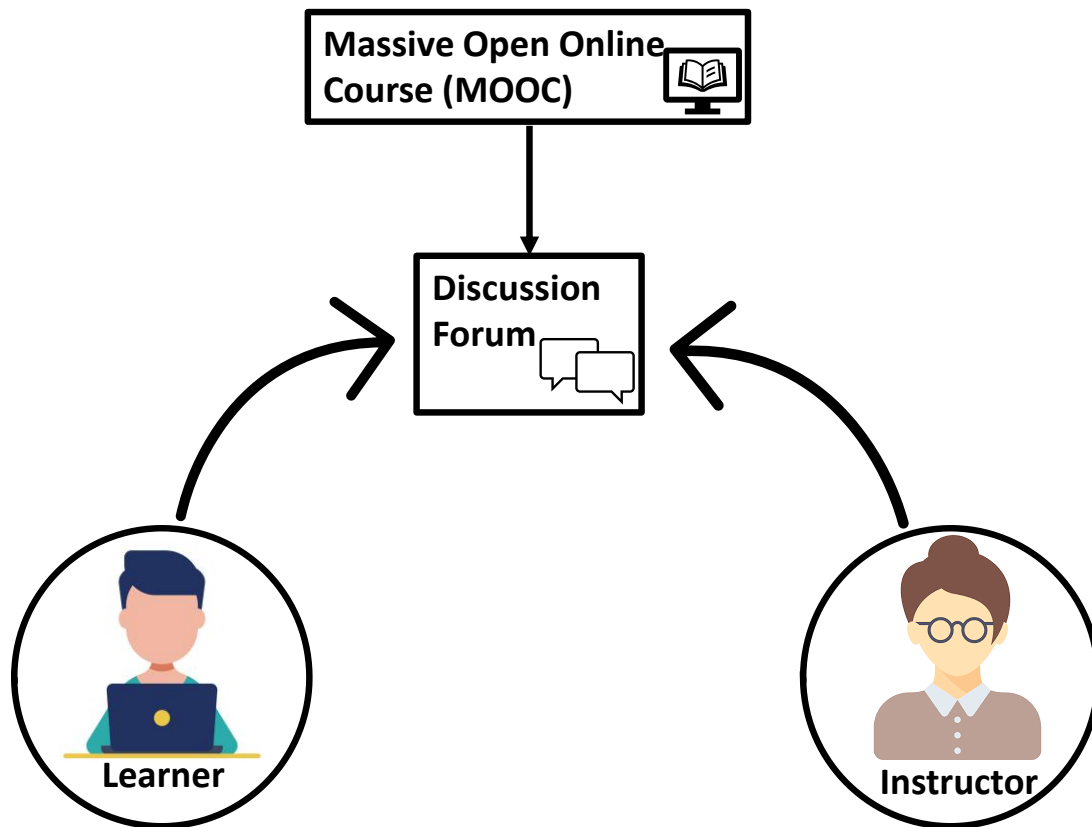 Massive Open Online
Course (MOOC)
Discussion
Forum
Learner
Instructor